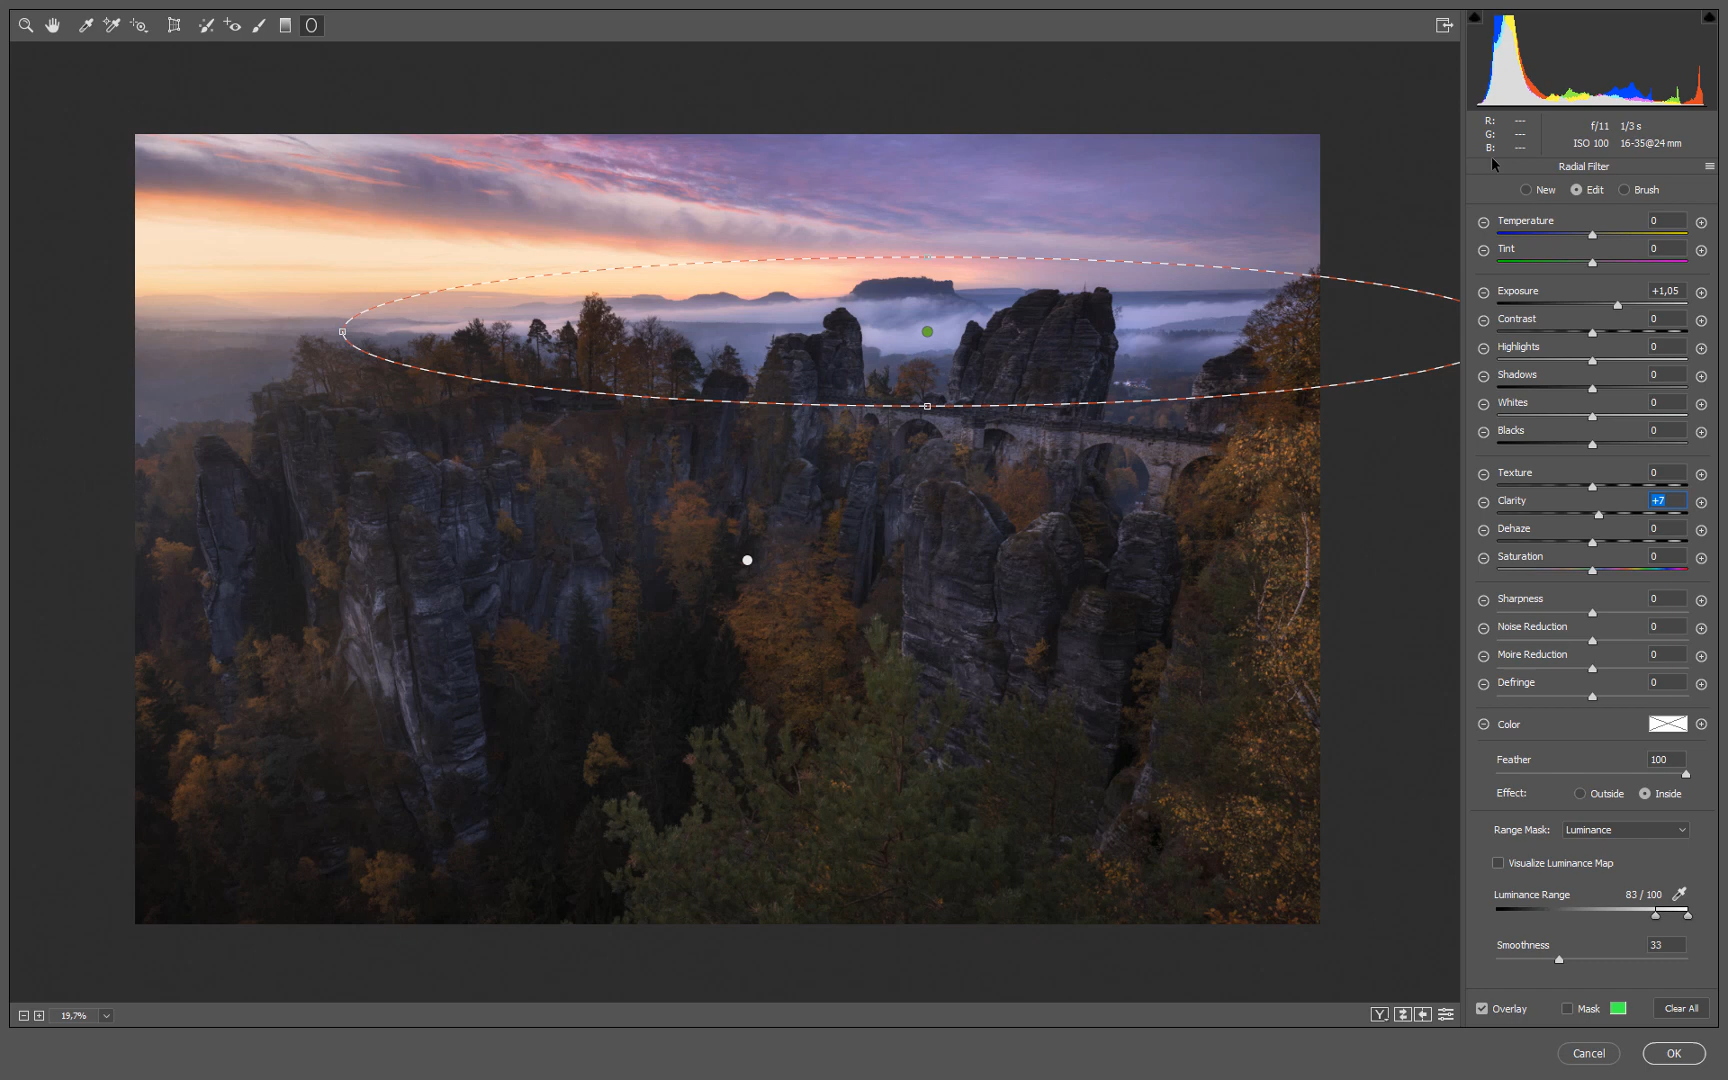 R: ---
G: ---
B: ---
f/11 1/3 s
ISO 100 16-35@24 mm
Radial Filter
New Edit Brush
Temperature 0
Tint 0
Exposure +1,05
Contrast 0
Highlights 0
Shadows 0
Whites 0
Blacks 0
Texture 0
Clarity +7
Dehaze 0
Saturation 0
Sharpness 0
Noise Reduction 0
Moire Reduction 0
Defringe 0
Color
Feather 100
Effect: Outside Inside
Range Mask: Luminance
Visualize Luminance Map
Luminance Range 83 / 100
Smoothness 33
19,7% Y Overlay Mask Clear All
Cancel OK